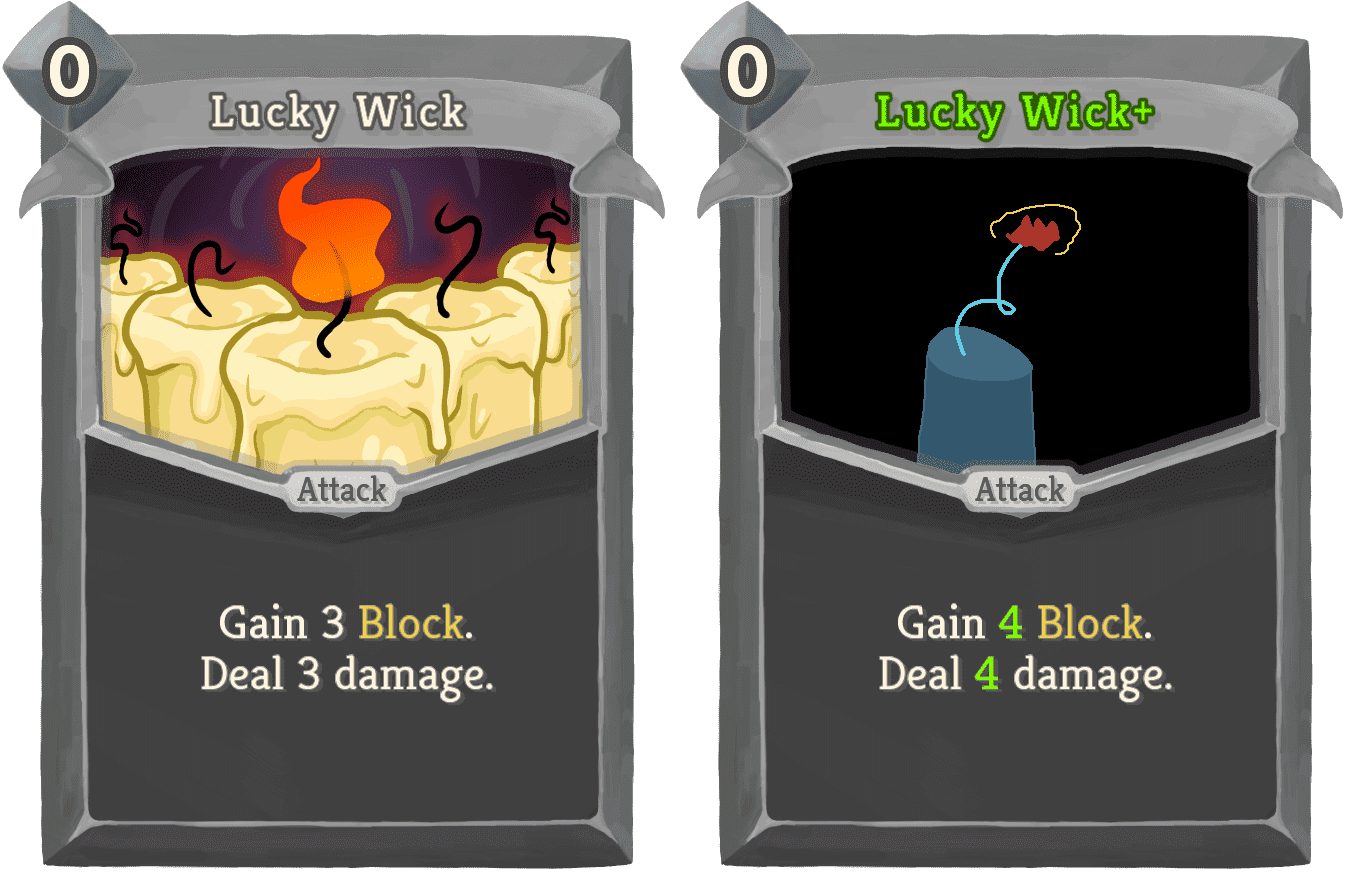 0
Lucky Wick
Attack
Gain 3 Block.
Deal 3 damage.
0
Lucky Wick+
Attack
Gain 4 Block.
Deal 4 damage.